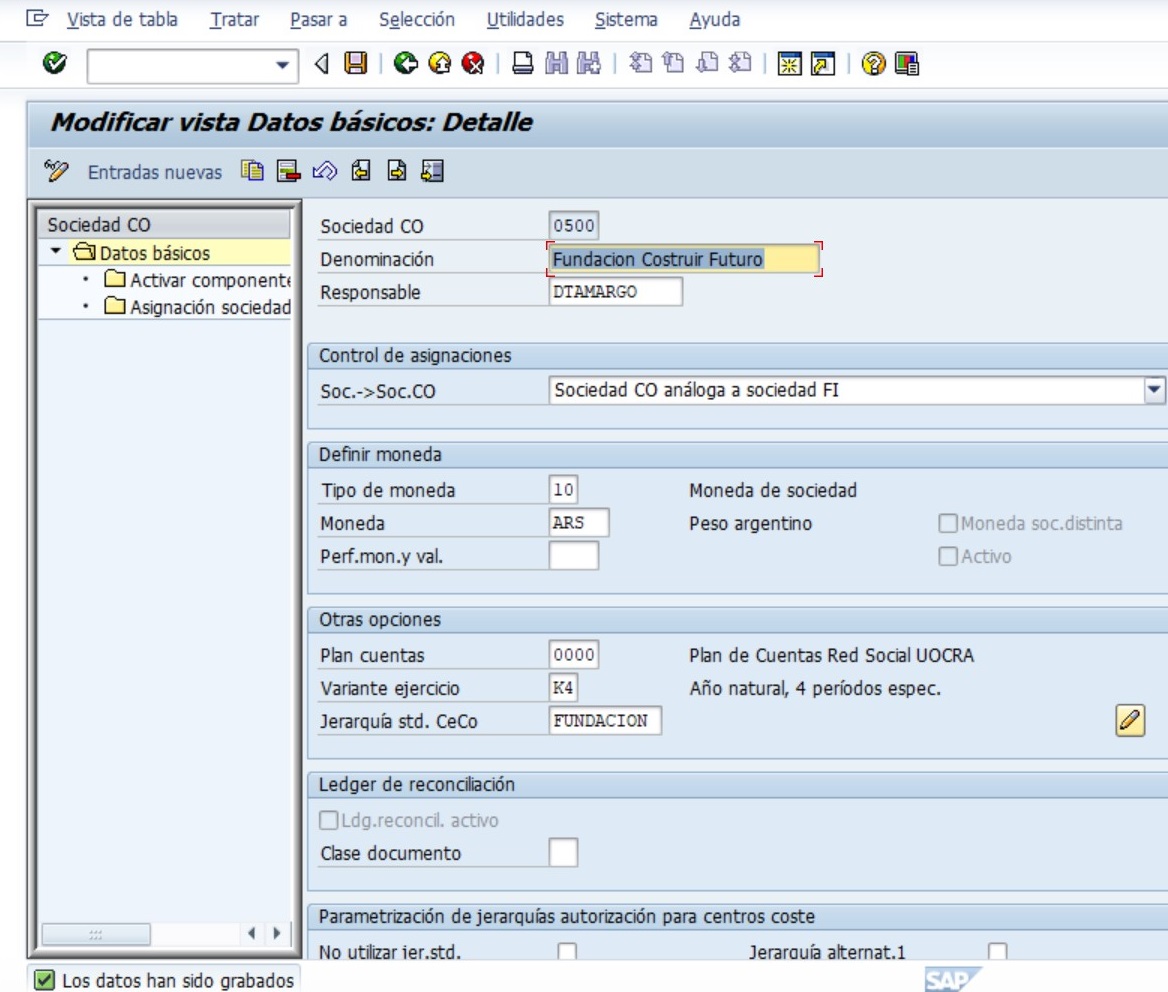 Vista de tabla Tratar Pasar a Selección Utilidades Sistema Ayuda
Modificar vista Datos básicos: Detalle
Entradas nuevas
Sociedad CO
Datos básicos
Activar componente
Asignación sociedad
Sociedad CO 0500
Denominación Fundacion Costruir Futuro
Responsable DTAMARGO
Control de asignaciones
Soc.->Soc.CO Sociedad CO análoga a sociedad FI
Definir moneda
Tipo de moneda 10 Moneda de sociedad
Moneda ARS Peso argentino Moneda soc.distinta
Perf.mon.y val. Activo
Otras opciones
Plan cuentas 0000 Plan de Cuentas Red Social UOCRA
Variante ejercicio K4 Año natural, 4 períodos espec.
Jerarquía std. CeCo FUNDACION
Ledger de reconciliación
Ldg.reconcil. activo
Clase documento
Parametrización de jerarquías autorización para centros coste
No utilizar jer.std. Jerarquía alternat.1
Los datos han sido grabados
SAP